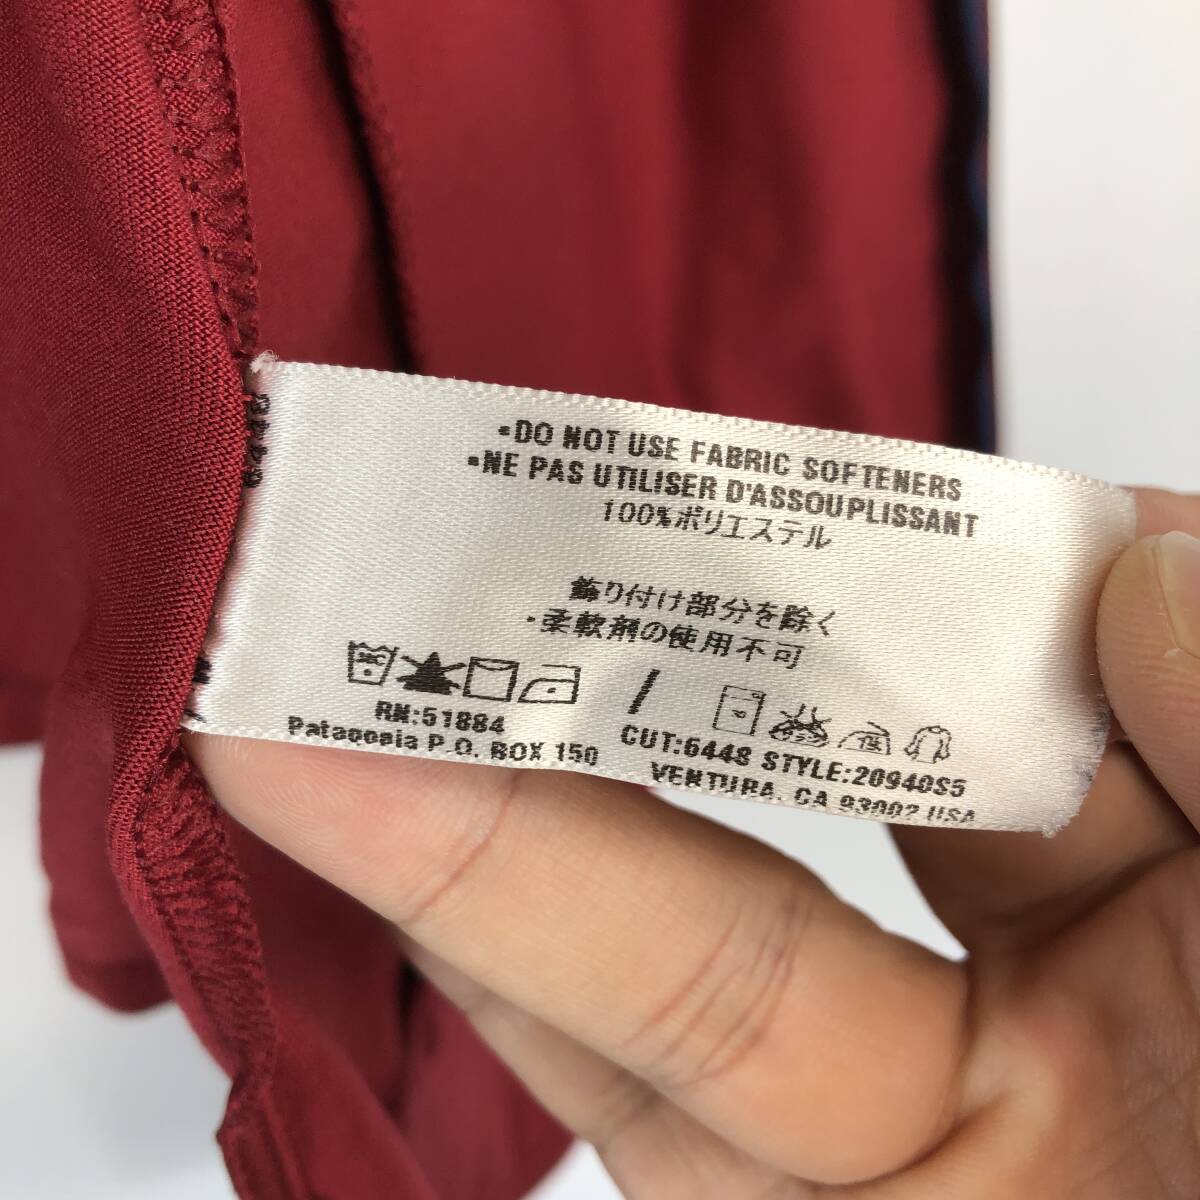 •DO NOT USE FABRIC SOFTENERS
•NE PAS UTILISER D'ASSOUPLISSANT
100%ポリエステル
飾り付け部分を除く
・柔軟剤の使用不可
RN:51884
CUT:6448 STYLE:20940S5
Patagonia P.O. BOX 150
VENTURA, CA 93002 USA